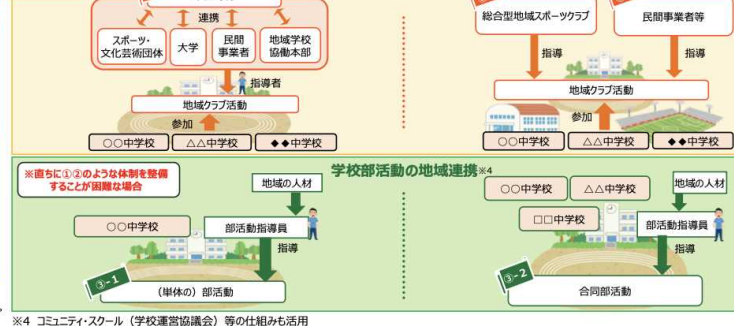 連携
スポーツ・
文化芸術団体
大学
民間
事業者
地域学校
協働本部
指導者
地域クラブ活動
参加
○○中学校
△△中学校
◆◆中学校
総合型地域スポーツクラブ
民間事業者等
指導
指導
地域クラブ活動
参加
○○中学校
△△中学校
◆◆中学校
学校部活動の地域連携※4
※直ちに①②のような体制を整備
することが困難な場合
地域の人材
○○中学校
部活動指導員
指導
③-1
(単体の)部活動
○○中学校
△△中学校
地域の人材
□□中学校
部活動指導員
指導
③-2
合同部活動
※4 コミュニティ・スクール(学校運営協議会)等の仕組みも活用